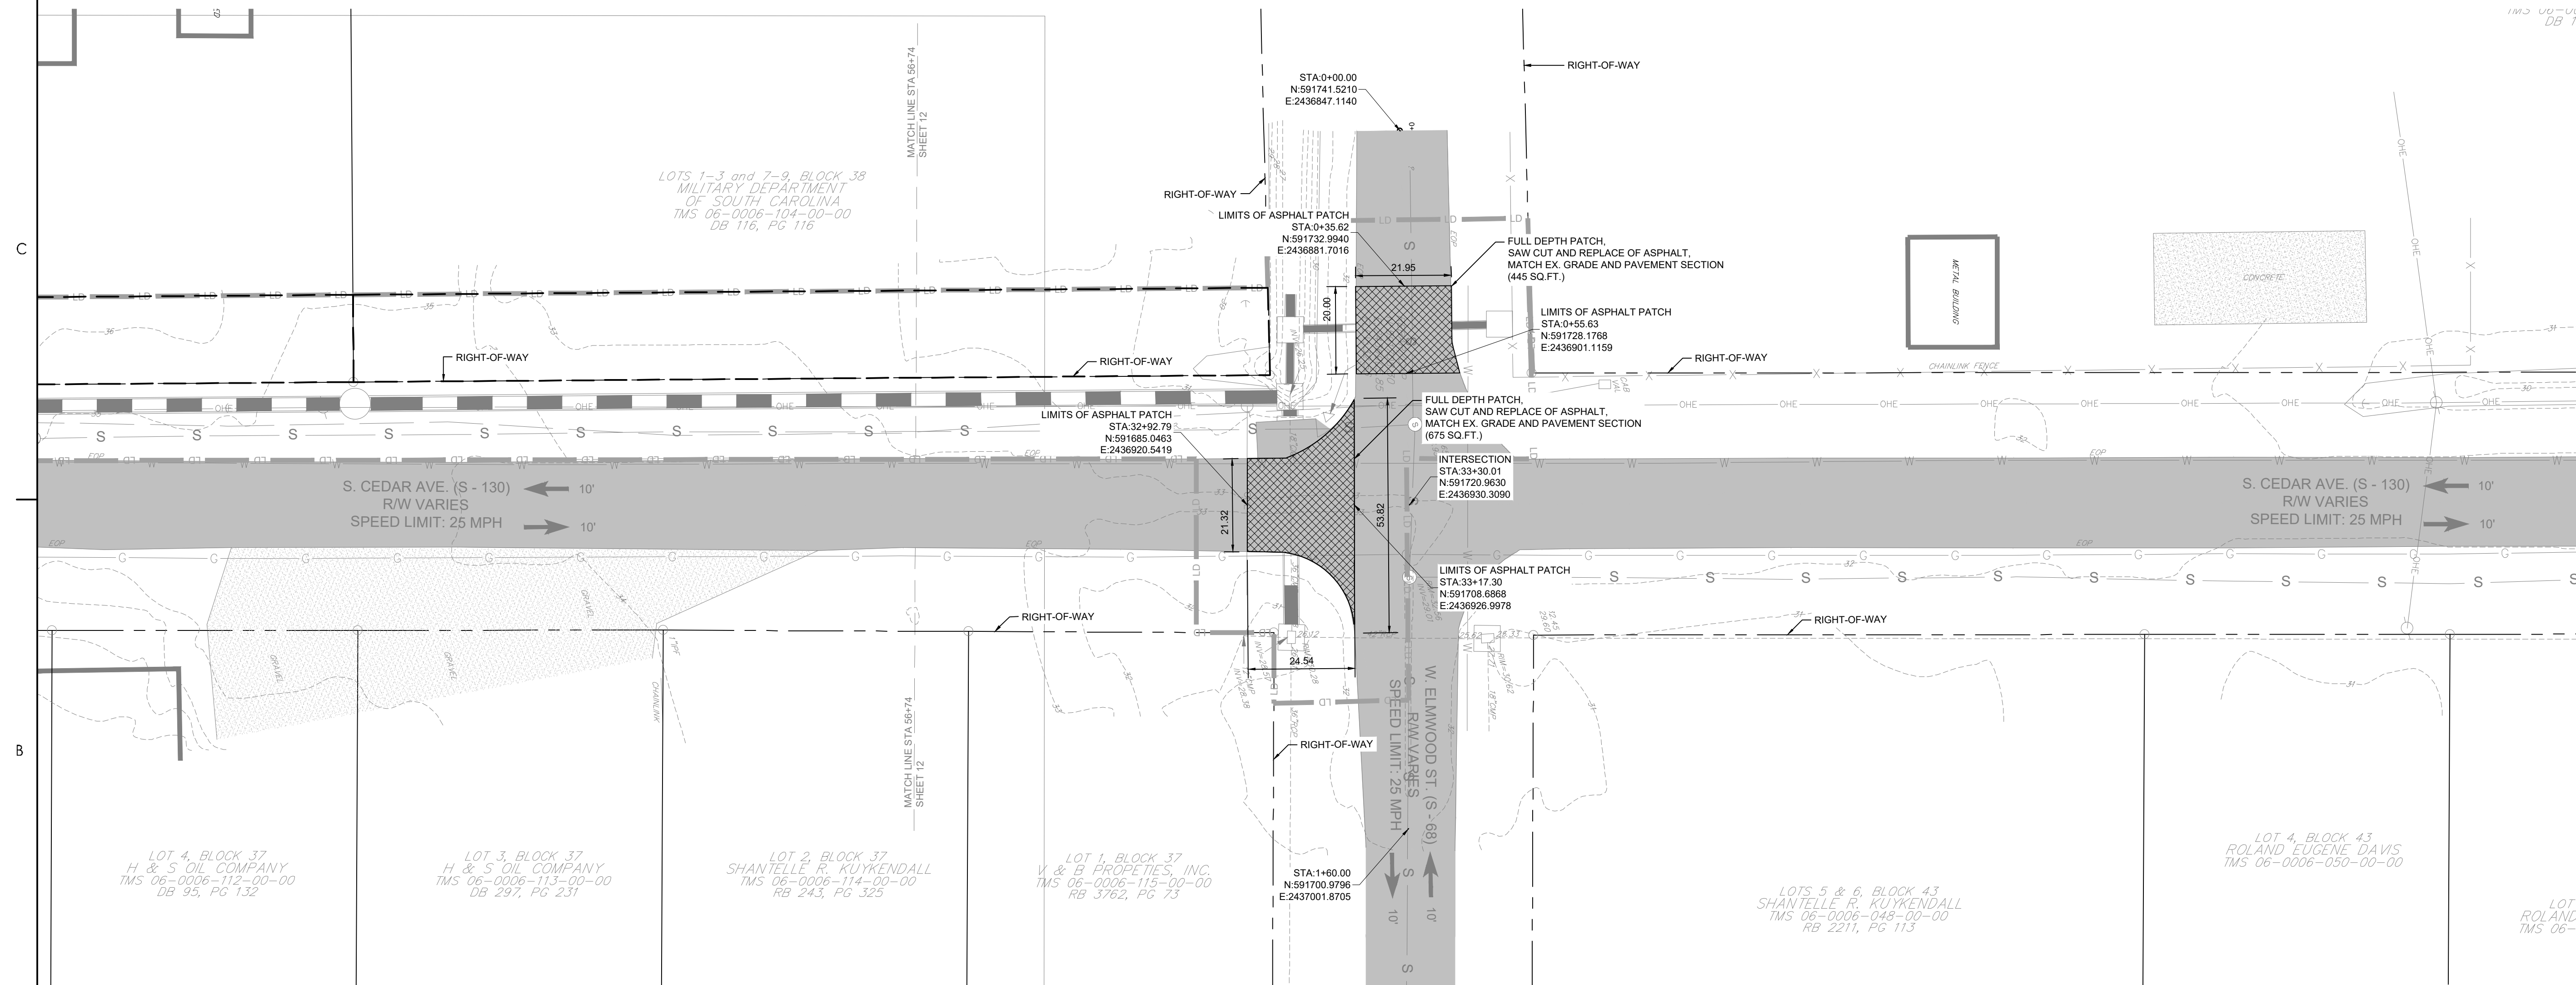 STA:0+00.00
N:591741.5210
E:2436847.1140
RIGHT-OF-WAY
MATCH LINE STA 56+74
SHEET 12
LOTS 1-3 and 7-9, BLOCK 38
MILITARY DEPARTMENT
OF SOUTH CAROLINA
TMS 06-0006-104-00-00
DB 116, PG 116
RIGHT-OF-WAY
LIMITS OF ASPHALT PATCH
STA:0+35.62
N:591732.9940
E:2436881.7016
FULL DEPTH PATCH,
SAW CUT AND REPLACE OF ASPHALT,
MATCH EX. GRADE AND PAVEMENT SECTION
(445 SQ.FT.)
21.95
20.00
LIMITS OF ASPHALT PATCH
STA:0+55.63
N:591728.1768
E:2436901.1159
METAL BUILDING
CONCRETE
C
RIGHT-OF-WAY
RIGHT-OF-WAY
RIGHT-OF-WAY
CHAINLINK FENCE
CAB
VAL
LIMITS OF ASPHALT PATCH
STA:32+92.79
N:591685.0463
E:2436920.5419
FULL DEPTH PATCH,
SAW CUT AND REPLACE OF ASPHALT,
MATCH EX. GRADE AND PAVEMENT SECTION
(675 SQ.FT.)
INTERSECTION
STA:33+30.01
N:591720.9630
E:2436930.3090
S. CEDAR AVE. (S - 130)
R/W VARIES
SPEED LIMIT: 25 MPH
10'
10'
21.32
53.82
S. CEDAR AVE. (S - 130)
R/W VARIES
SPEED LIMIT: 25 MPH
10'
10'
LIMITS OF ASPHALT PATCH
STA:33+17.30
N:591708.6868
E:2436926.9978
RIGHT-OF-WAY
RIGHT-OF-WAY
24.54
GRAVEL
GRAVEL
GRAVEL
CHAINLINK
RIGHT-OF-WAY
B
MATCH LINE STA 56+74
SHEET 12
W. ELMWOOD ST. (S - 68)
R/W VARIES
SPEED LIMIT: 25 MPH
10'
10'
STA:1+60.00
N:591700.9796
E:2437001.8705
LOT 4, BLOCK 37
H & S OIL COMPANY
TMS 06-0006-112-00-00
DB 95, PG 132
LOT 3, BLOCK 37
H & S OIL COMPANY
TMS 06-0006-113-00-00
DB 297, PG 231
LOT 2, BLOCK 37
SHANTELLE R. KUYKENDALL
TMS 06-0006-114-00-00
RB 243, PG 325
LOT 1, BLOCK 37
V & B PROPETIES, INC.
TMS 06-0006-115-00-00
RB 3762, PG 73
LOTS 5 & 6, BLOCK 43
SHANTELLE R. KUYKENDALL
TMS 06-0006-048-00-00
RB 2211, PG 113
LOT 4, BLOCK 43
ROLAND EUGENE DAVIS
TMS 06-0006-050-00-00